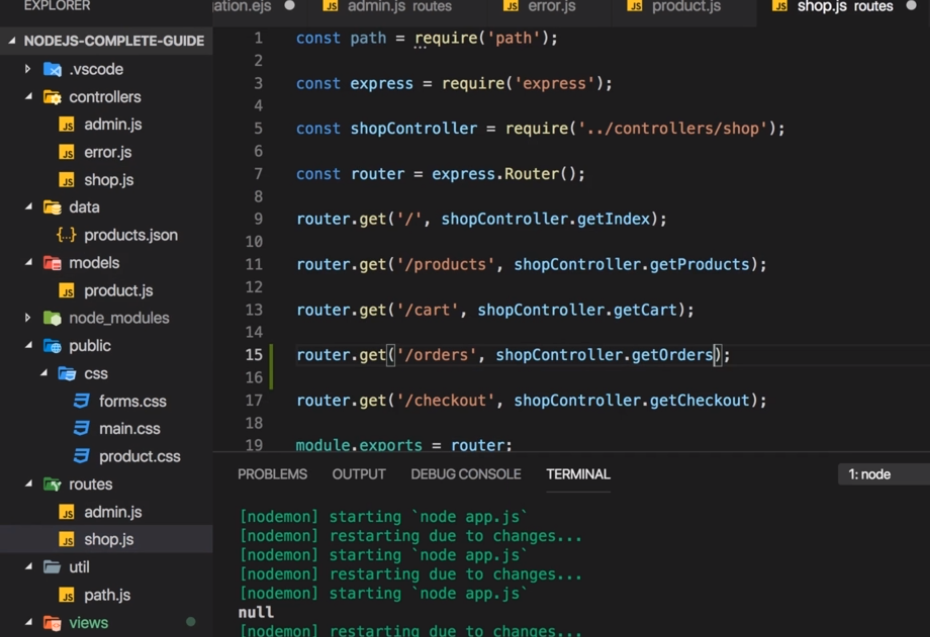 EXPLORER
ation.ejs
admin.js routes
error.js
product.js
shop.js routes
NODEJS-COMPLETE-GUIDE
.vscode
controllers
admin.js
error.js
shop.js
data
products.json
models
product.js
node_modules
public
css
forms.css
main.css
product.css
routes
admin.js
shop.js
util
path.js
views
1 const path = require('path');
2
3 const express = require('express');
4
5 const shopController = require('../controllers/shop');
6
7 const router = express.Router();
8
9 router.get('/', shopController.getIndex);
10
11 router.get('/products', shopController.getProducts);
12
13 router.get('/cart', shopController.getCart);
14
15 router.get('/orders', shopController.getOrders);
16
17 router.get('/checkout', shopController.getCheckout);
18
19 module.exports = router;
PROBLEMS OUTPUT DEBUG CONSOLE TERMINAL 1: node
[nodemon] starting `node app.js`
[nodemon] restarting due to changes...
[nodemon] starting `node app.js`
[nodemon] restarting due to changes...
[nodemon] starting `node app.js`
null
[nodemon] restarting due to changes...